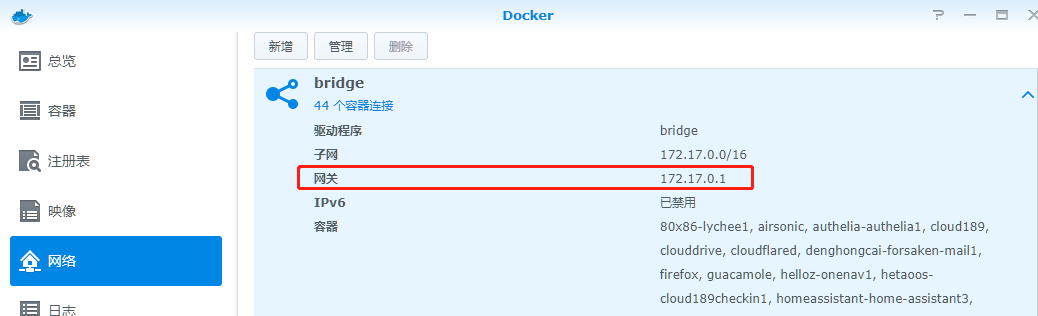 Docker
总览
容器
注册表
映像
网络
日志
新增 管理 删除
bridge
44 个容器连接
驱动程序 bridge
子网 172.17.0.0/16
网关 172.17.0.1
IPv6 已禁用
容器 80x86-lychee1, airsonic, authelia-authelia1, cloud189,
clouddrive, cloudflared, denghongcai-forsaken-mail1,
firefox, guacamole, helloz-onenav1, hetaoos-
cloud189checkin1, homeassistant-home-assistant3,